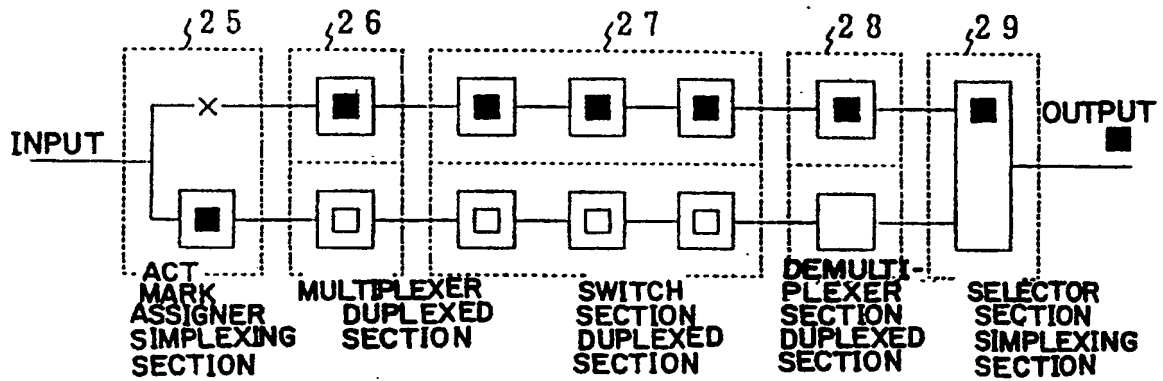 25
26
27
28
29
INPUT
OUTPUT
ACT
MARK
ASSIGNER
SIMPLEXING
SECTION
MULTIPLEXER
DUPLEXED
SECTION
SWITCH
SECTION
DUPLEXED
SECTION
DEMULTI-
PLEXER
SECTION
DUPLEXED
SECTION
SELECTOR
SECTION
SIMPLEXING
SECTION